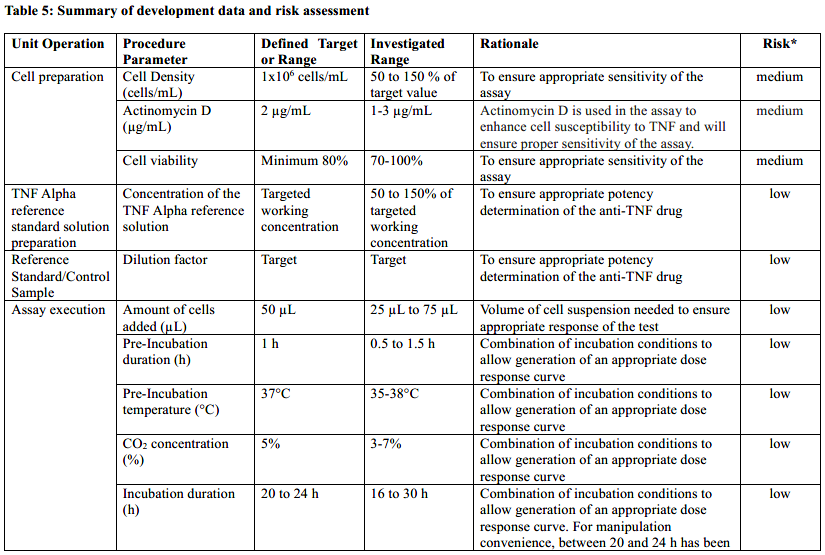 Table 5: Summary of development data and risk assessment
Unit Operation Procedure Parameter Defined Target or Range Investigated Range Rationale Risk*
Cell preparation Cell Density (cells/mL) 1x10⁶ cells/mL 50 to 150 % of target value To ensure appropriate sensitivity of the assay medium
Actinomycin D (µg/mL) 2 µg/mL 1-3 µg/mL Actinomycin D is used in the assay to enhance cell susceptibility to TNF and will ensure proper sensitivity of the assay. medium
Cell viability Minimum 80% 70-100% To ensure appropriate sensitivity of the assay medium
TNF Alpha reference standard solution preparation Concentration of the TNF Alpha reference solution Targeted working concentration 50 to 150% of targeted working concentration To ensure appropriate potency determination of the anti-TNF drug low
Reference Standard/Control Sample Dilution factor Target Target To ensure appropriate potency determination of the anti-TNF drug low
Assay execution Amount of cells added (µL) 50 µL 25 µL to 75 µL Volume of cell suspension needed to ensure appropriate response of the test low
Pre-Incubation duration (h) 1 h 0.5 to 1.5 h Combination of incubation conditions to allow generation of an appropriate dose response curve low
Pre-Incubation temperature (°C) 37°C 35-38°C Combination of incubation conditions to allow generation of an appropriate dose response curve low
CO₂ concentration (%) 5% 3-7% Combination of incubation conditions to allow generation of an appropriate dose response curve low
Incubation duration (h) 20 to 24 h 16 to 30 h Combination of incubation conditions to allow generation of an appropriate dose response curve. For manipulation convenience, between 20 and 24 h has been low